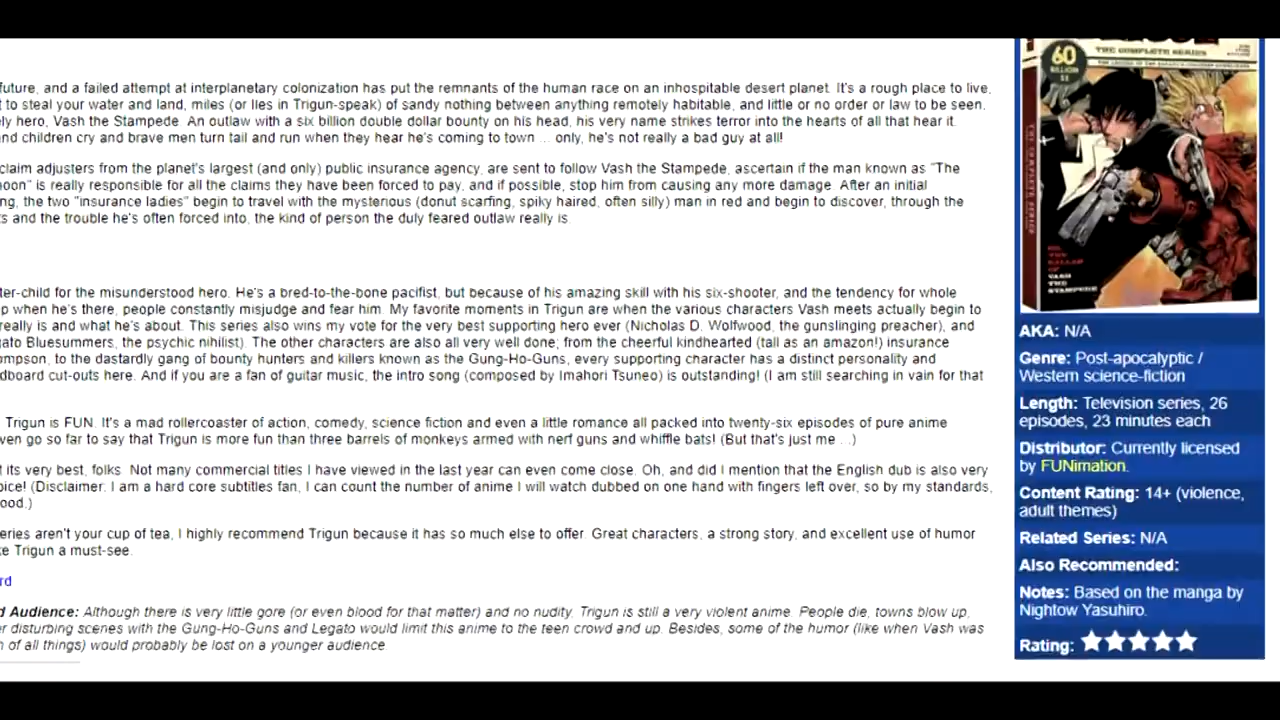 future, and a failed attempt at interplanetary colonization has put the remnants of the human race on an inhospitable desert planet. It's a rough place to live,
to steal your water and land, miles (or Iles in Trigun-speak) of sandy nothing between anything remotely habitable, and little or no order or law to be seen.
ly hero, Vash the Stampede. An outlaw with a six billion double dollar bounty on his head, his very name strikes terror into the hearts of all that hear it.
nd children cry and brave men turn tail and run when they hear he's coming to town ... only, he's not really a bad guy at all!
claim adjusters from the planet's largest (and only) public insurance agency, are sent to follow Vash the Stampede, ascertain if the man known as "The
oon" is really responsible for all the claims they have been forced to pay, and if possible, stop him from causing any more damage. After an initial
ng, the two "insurance ladies" begin to travel with the mysterious (donut scarfing, spiky haired, often silly) man in red and begin to discover, through the
s and the trouble he's often forced into, the kind of person the duly feared outlaw really is.
ter-child for the misunderstood hero. He's a bred-to-the-bone pacifist, but because of his amazing skill with his six-shooter, and the tendency for whole
p when he's there, people constantly misjudge and fear him. My favorite moments in Trigun are when the various characters Vash meets actually begin to
really is and what he's about. This series also wins my vote for the very best supporting hero ever (Nicholas D. Wolfwood, the gunslinging preacher), and
gato Bluesummers, the psychic nihilist). The other characters are also all very well done; from the cheerful kindhearted (tall as an amazon!) insurance
ompson, to the dastardly gang of bounty hunters and killers known as the Gung-Ho-Guns, every supporting character has a distinct personality and
dboard cut-outs here. And if you are a fan of guitar music, the intro song (composed by Imahori Tsuneo) is outstanding! (I am still searching in vain for that
Trigun is FUN. It's a mad rollercoaster of action, comedy, science fiction and even a little romance all packed into twenty-six episodes of pure anime
ven go so far to say that Trigun is more fun than three barrels of monkeys armed with nerf guns and whiffle bats! (But that's just me ...)
t its very best, folks. Not many commercial titles I have viewed in the last year can even come close. Oh, and did I mention that the English dub is also very
oice! (Disclaimer: I am a hard core subtitles fan, I can count the number of anime I will watch dubbed on one hand with fingers left over, so by my standards,
ood.)
eries aren't your cup of tea, I highly recommend Trigun because it has so much else to offer. Great characters, a strong story, and excellent use of humor
ke Trigun a must-see.
rd
d Audience: Although there is very little gore (or even blood for that matter) and no nudity, Trigun is still a very violent anime. People die, towns blow up,
er disturbing scenes with the Gung-Ho-Guns and Legato would limit this anime to the teen crowd and up. Besides, some of the humor (like when Vash was
n of all things) would probably be lost on a younger audience
60
BILLION
$$
THE COMPLETE SERIES
THE COMPLETE SERIES
VASH
THE
STAMPEDE
AKA: N/A
Genre: Post-apocalyptic /
Western science-fiction
Length: Television series, 26
episodes, 23 minutes each
Distributor: Currently licensed
by FUNimation.
Content Rating: 14+ (violence,
adult themes)
Related Series: N/A
Also Recommended:
Notes: Based on the manga by
Nightow Yasuhiro.
Rating: